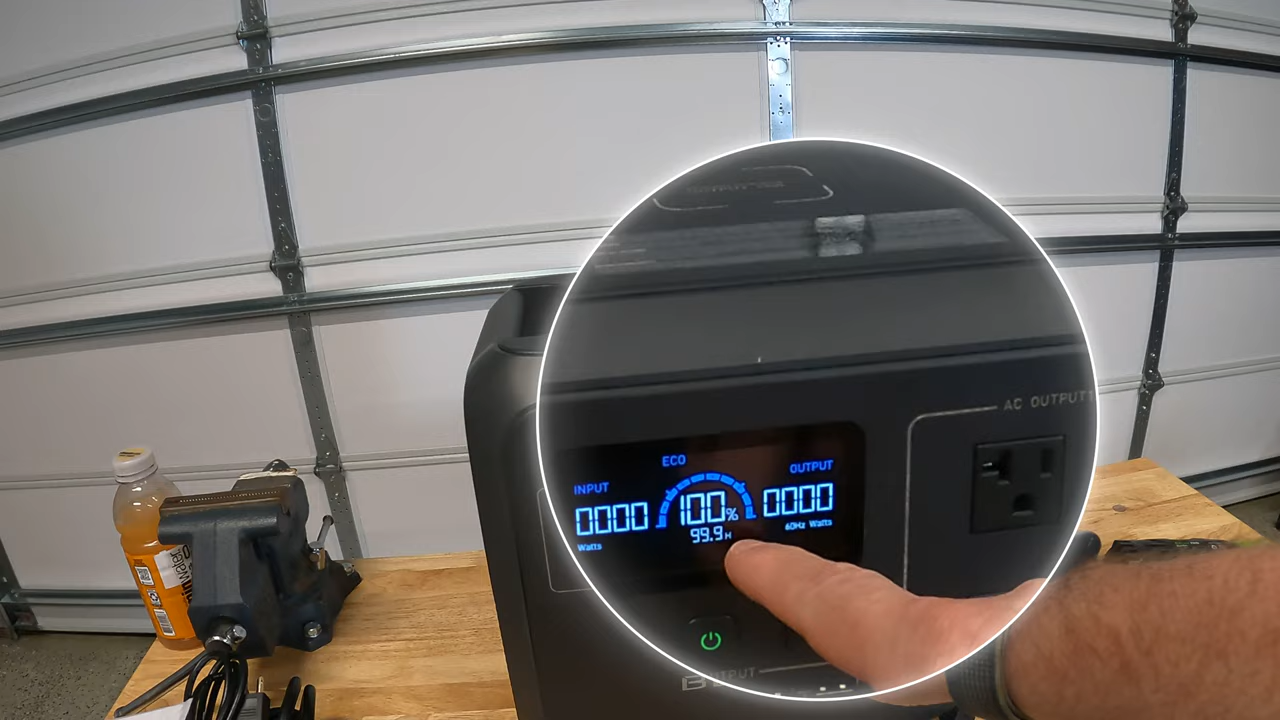 AC OUTPUT
ECO
INPUT
OUTPUT
0000
100%
0000
Watts
99.9H
60Hz Watts